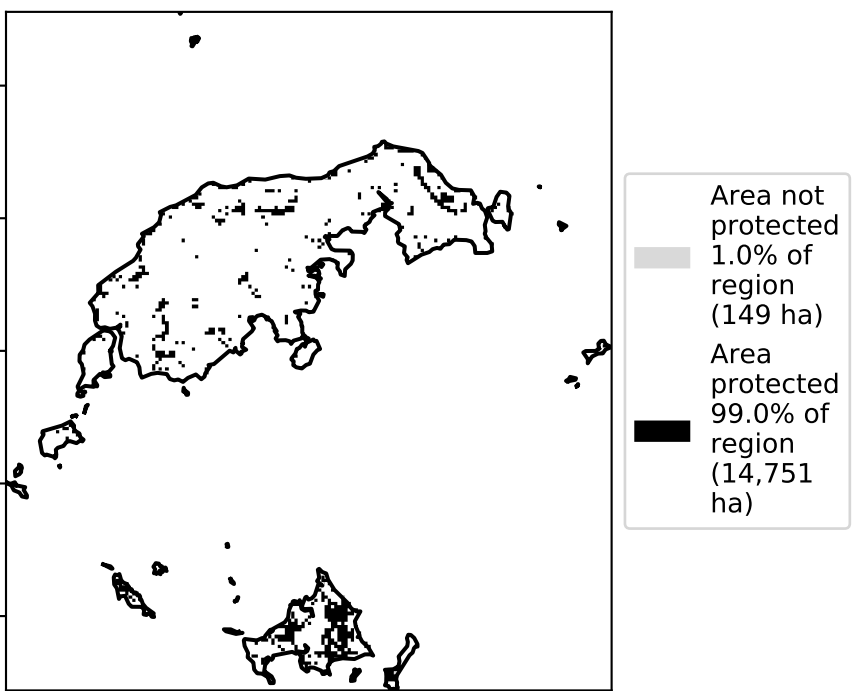 Area not
protected
1.0% of
region
(149 ha)
Area
protected
99.0% of
region
(14,751
ha)